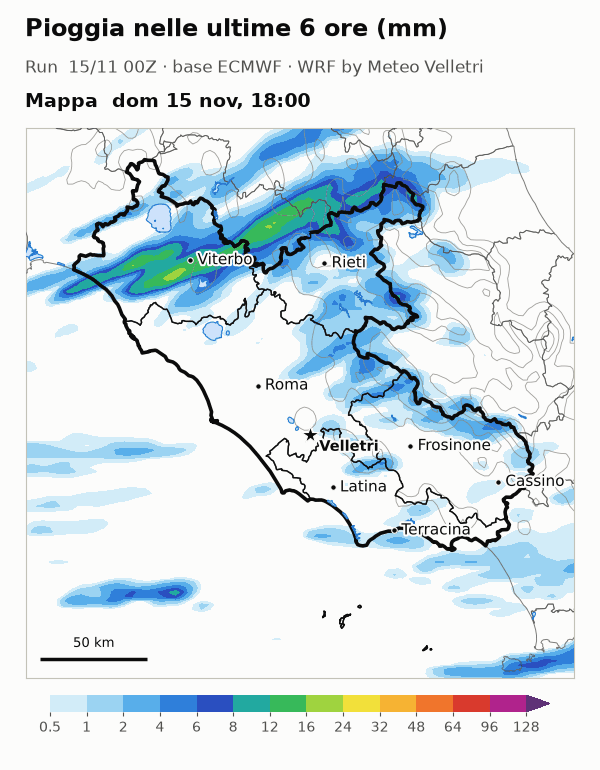 Pioggia nelle ultime 6 ore (mm)
Run  15/11 00Z · base ECMWF · WRF by Meteo Velletri
Mappa  dom 15 nov, 18:00
Viterbo
Rieti
Roma
Velletri
Frosinone
Latina
Cassino
Terracina
50 km
0.5 1 2 4 6 8 12 16 24 32 48 64 96 128